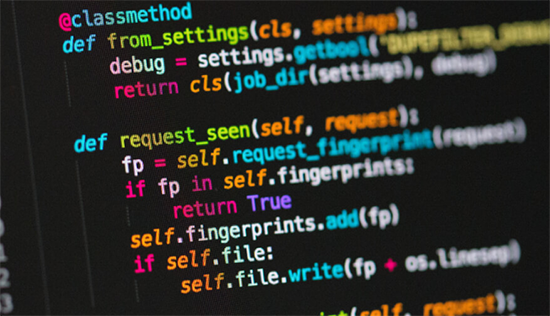 @classmethod
def from_settings(cls, settings):
debug = settings.getbool(
return cls(job_dir(settings), debug)
def request_seen(self, request):
fp = self.request_fingerprint(request)
if fp in self.fingerprints:
return True
self.fingerprints.add(fp)
if self.file:
self.file.write(fp + os.linesep)
(self, request):